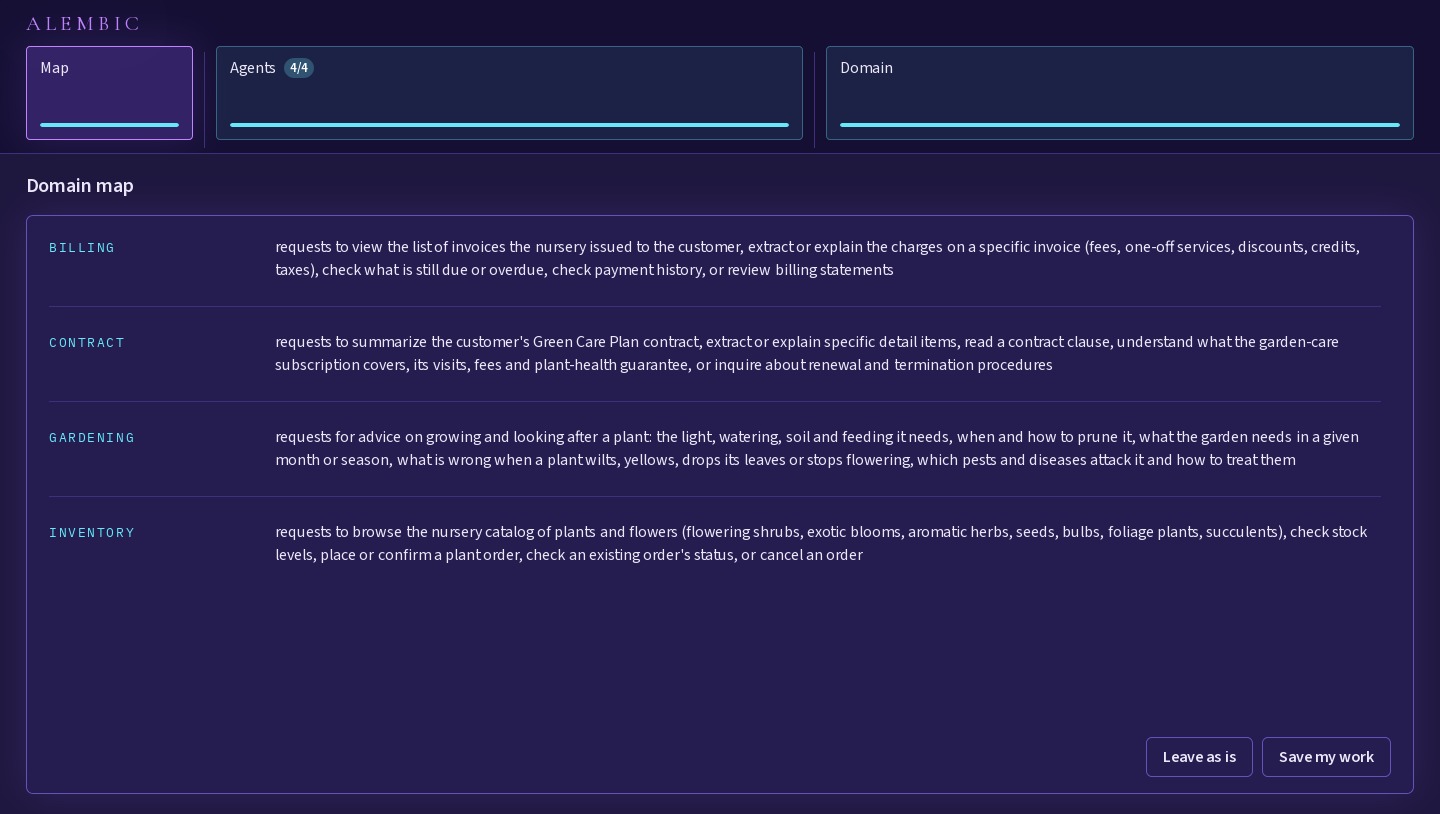 ALEMBIC
Map
Agents 4/4
Domain
Domain map
BILLING
requests to view the list of invoices the nursery issued to the customer, extract or explain the charges on a specific invoice (fees, one-off services, discounts, credits,
taxes), check what is still due or overdue, check payment history, or review billing statements
CONTRACT
requests to summarize the customer's Green Care Plan contract, extract or explain specific detail items, read a contract clause, understand what the garden-care
subscription covers, its visits, fees and plant-health guarantee, or inquire about renewal and termination procedures
GARDENING
requests for advice on growing and looking after a plant: the light, watering, soil and feeding it needs, when and how to prune it, what the garden needs in a given
month or season, what is wrong when a plant wilts, yellows, drops its leaves or stops flowering, which pests and diseases attack it and how to treat them
INVENTORY
requests to browse the nursery catalog of plants and flowers (flowering shrubs, exotic blooms, aromatic herbs, seeds, bulbs, foliage plants, succulents), check stock
levels, place or confirm a plant order, check an existing order's status, or cancel an order
Leave as is
Save my work